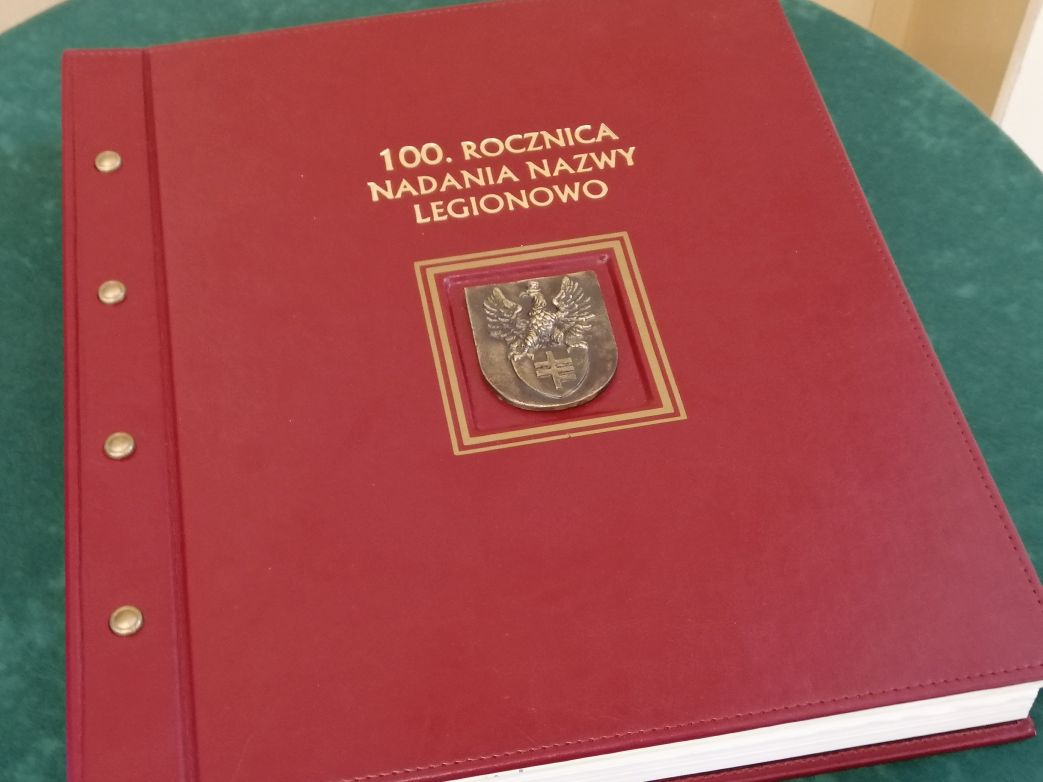 100. ROCZNICA
NADANIA NAZWY
LEGIONOWO